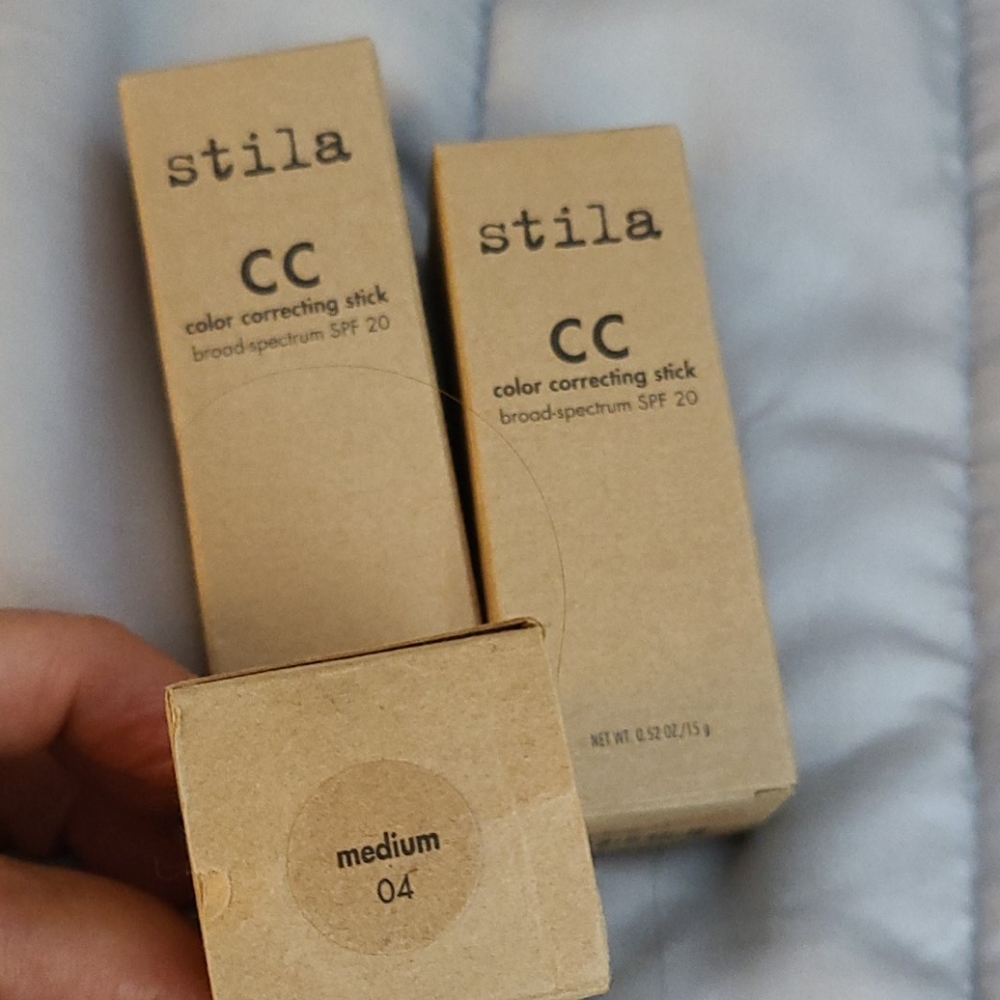 stila
CC
color correcting stick
broad-spectrum SPF 20
stila
CC
color correcting stick
broad-spectrum SPF 20
NET WT. 0.52 OZ./15 g
medium
04